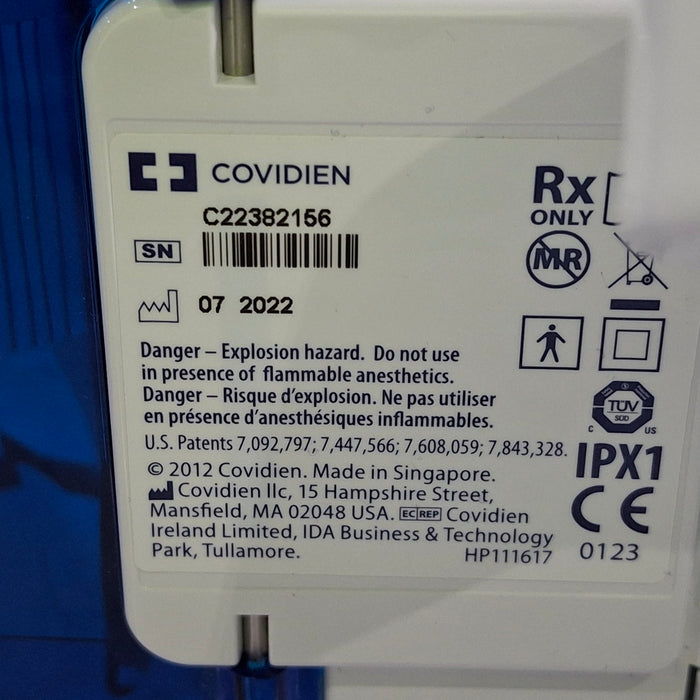 COVIDIEN
C22382156
SN
07 2022
Rx
ONLY
MR
Danger – Explosion hazard. Do not use
in presence of flammable anesthetics.
Danger – Risque d'explosion. Ne pas utiliser
en présence d'anesthésiques inflammables.
U.S. Patents 7,092,797; 7,447,566; 7,608,059; 7,843,328.
© 2012 Covidien. Made in Singapore.
Covidien llc, 15 Hampshire Street,
Mansfield, MA 02048 USA. EC REP Covidien
Ireland Limited, IDA Business & Technology
Park, Tullamore.
HP111617
TÜV
SÜD
C US
IPX1
CE
0123